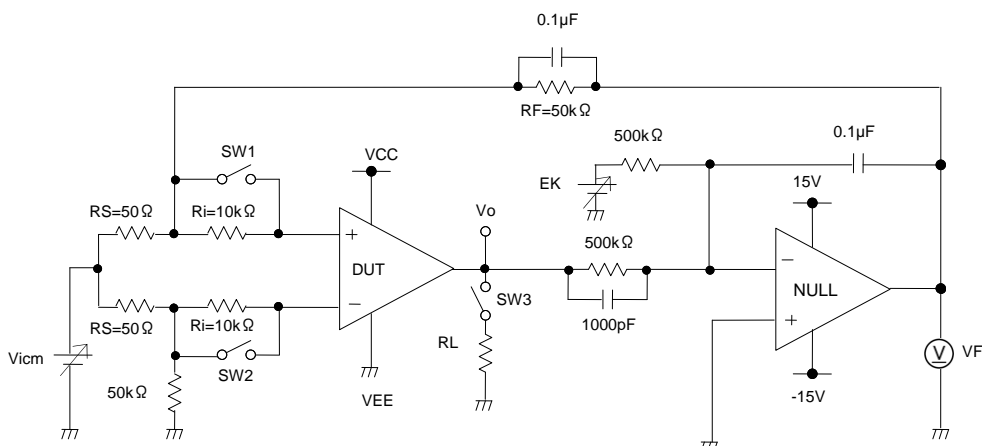 0.1µF
RF=50kΩ
500kΩ
0.1µF
SW1
VCC
EK
15V
RS=50Ω
Ri=10kΩ
Vo
500kΩ
+
DUT
−
−
NULL
+
SW3
1000pF
RS=50Ω
Ri=10kΩ
Vicm
SW2
RL
V
VF
50kΩ
VEE
-15V